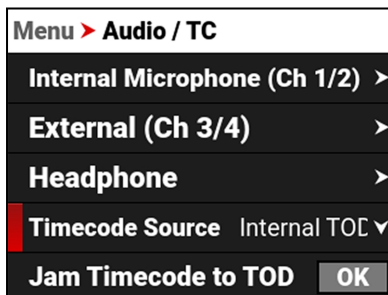 Menu > Audio / TC
Internal Microphone (Ch 1/2)
External (Ch 3/4)
Headphone
Timecode Source Internal TOD
Jam Timecode to TOD OK